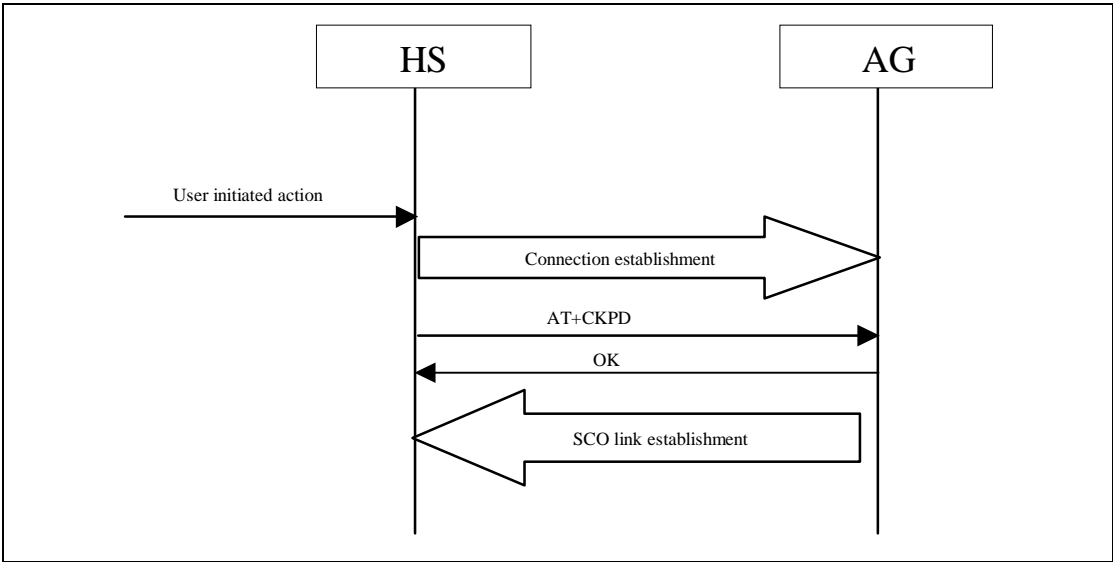 HS
AG
User initiated action
Connection establishment
AT+CKPD
OK
SCO link establishment